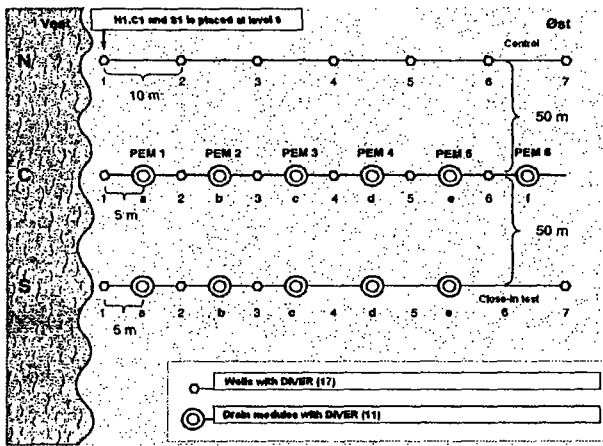 Vest
N1.C1 and S1 is placed at level 0
Øst
Control
N
1 2 3 4 5 6 7
10 m
50 m
PEM 1 PEM 2 PEM 3 PEM 4 PEM 5 PEM 6
C
1 a 2 b 3 c 4 d 5 e 6 f
5 m
50 m
S
Close-in test
1 a 2 b 3 c 4 d 5 e 6 7
5 m
Wells with DIVER (17)
Drain modules with DIVER (11)